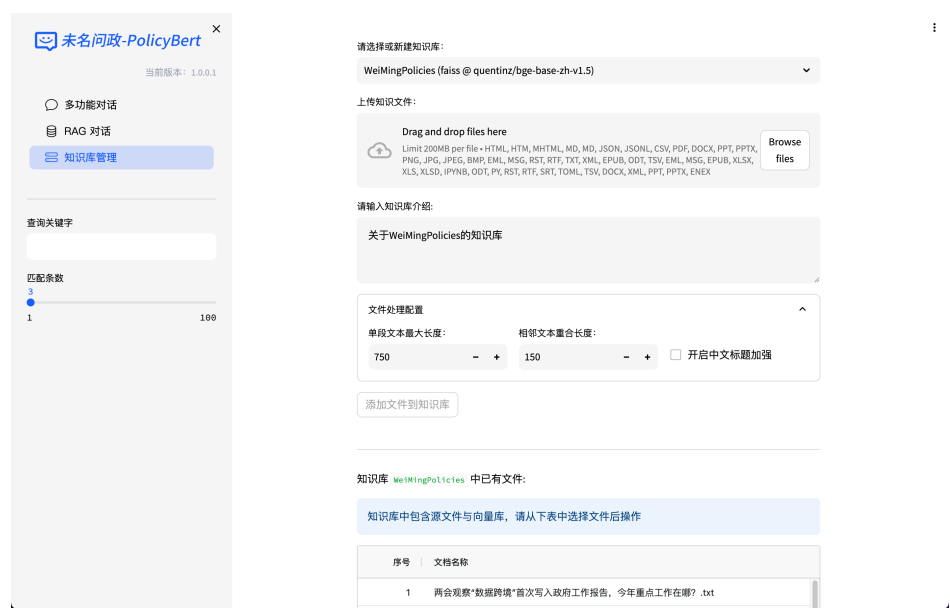 未名问政-PolicyBert
当前版本：1.0.0.1
多功能对话
RAG 对话
知识库管理
查询关键字
匹配条数
3
1 100
请选择或新建知识库：
WeiMingPolicies (faiss @ quentinz/bge-base-zh-v1.5)
上传知识文件：
Drag and drop files here
Limit 200MB per file • HTML, HTM, MHTML, MD, MD, JSON, JSONL, CSV, PDF, DOCX, PPT, PPTX,
PNG, JPG, JPEG, BMP, EML, MSG, RST, RTF, TXT, XML, EPUB, ODT, TSV, EML, MSG, EPUB, XLSX,
XLS, XLSD, IPYNB, ODT, PY, RST, RTF, SRT, TOML, TSV, DOCX, XML, PPT, PPTX, ENEX
Browse
files
请输入知识库介绍:
关于WeiMingPolicies的知识库
文件处理配置
单段文本最大长度： 相邻文本重合长度：
750 − + 150 − + 开启中文标题加强
添加文件到知识库
知识库 WeiMingPolicies 中已有文件:
知识库中包含源文件与向量库，请从下表中选择文件后操作
序号 文档名称
1 两会观察“数据跨境”首次写入政府工作报告，今年重点工作在哪？.txt